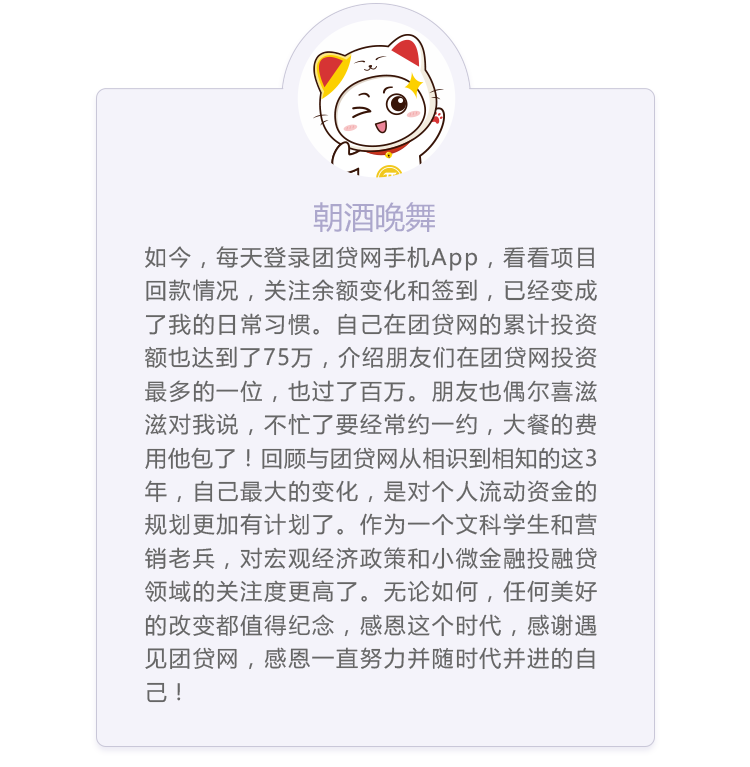 朝酒晚舞
如今，每天登录团贷网手机App，看看项目
回款情况，关注余额变化和签到，已经变成
了我的日常习惯。自己在团贷网的累计投资
额也达到了75万，介绍朋友们在团贷网投资
最多的一位，也过了百万。朋友也偶尔喜滋
滋对我说，不忙了要经常约一约，大餐的费
用他包了！回顾与团贷网从相识到相知的这3
年，自己最大的变化，是对个人流动资金的
规划更加有计划了。作为一个文科学生和营
销老兵，对宏观经济政策和小微金融投融贷
领域的关注度更高了。无论如何，任何美好
的改变都值得纪念，感恩这个时代，感谢遇
见团贷网，感恩一直努力并随时代并进的自
己！